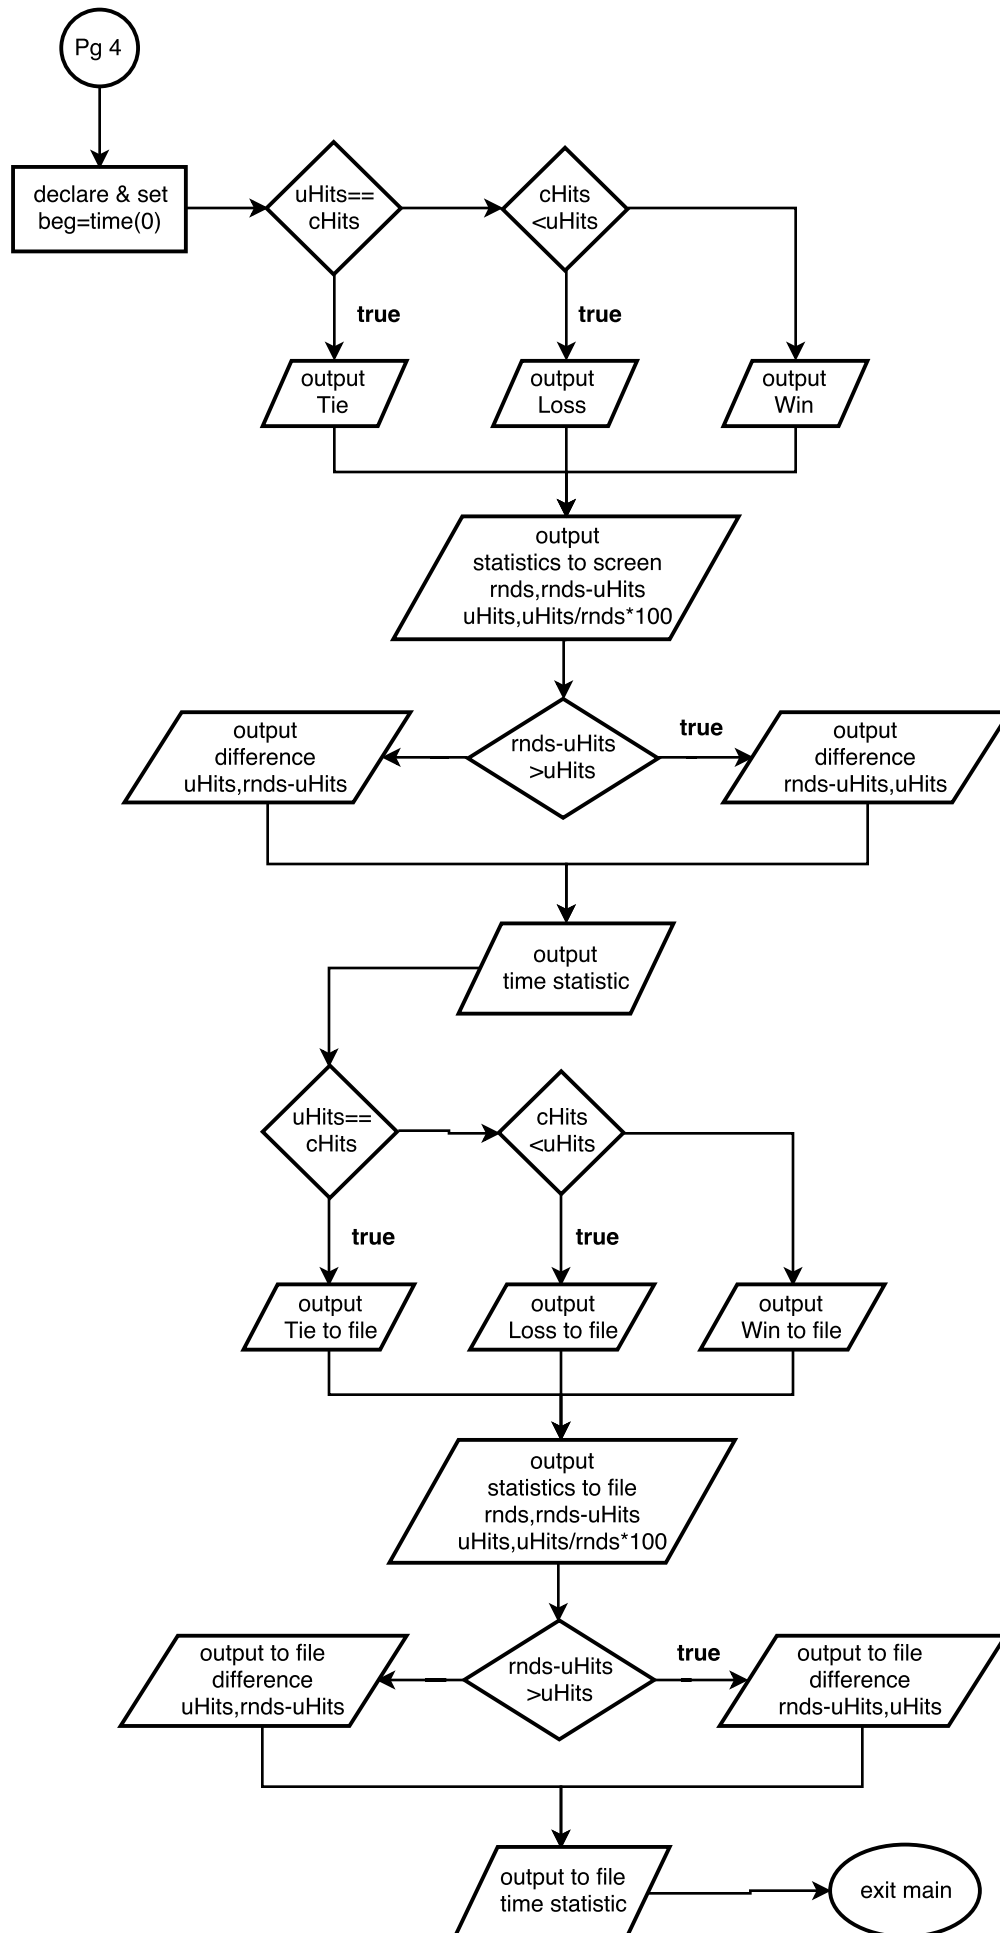 Pg 4
declare & set
beg=time(0)
uHits==
cHits
cHits
<uHits
true
true
output
Tie
output
Loss
output
Win
output
statistics to screen
rnds,rnds-uHits
uHits,uHits/rnds*100
output
difference
uHits,rnds-uHits
rnds-uHits
>uHits
true
output
difference
rnds-uHits,uHits
output
time statistic
uHits==
cHits
cHits
<uHits
true
true
output
Tie to file
output
Loss to file
output
Win to file
output
statistics to file
rnds,rnds-uHits
uHits,uHits/rnds*100
output to file
difference
uHits,rnds-uHits
rnds-uHits
>uHits
true
output to file
difference
rnds-uHits,uHits
output to file
time statistic
exit main